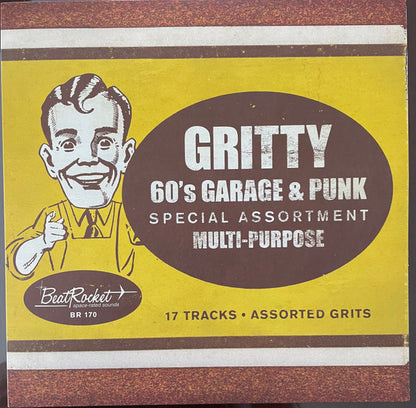 GRITTY
60's GARAGE & PUNK
SPECIAL ASSORTMENT
MULTI-PURPOSE
BeatRocket
space-rated sounds
BR 170
17 TRACKS • ASSORTED GRITS